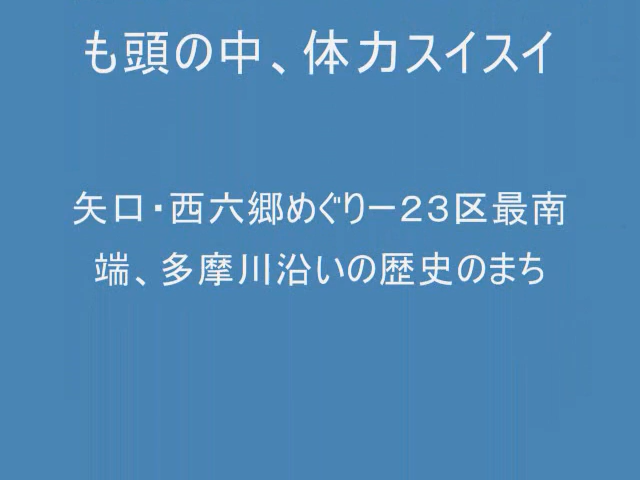 も頭の中、体力スイスイ
矢口・西六郷めぐりー２３区最南
端、多摩川沿いの歴史のまち